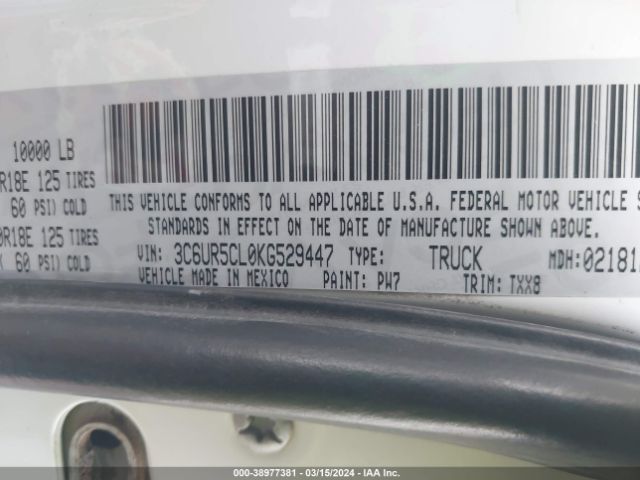 10000 LB
R18E 125 TIRES
60 PSI) COLD
0R18E 125 TIRES
60 PSI) COLD
THIS VEHICLE CONFORMS TO ALL APPLICABLE U.S.A. FEDERAL MOTOR VEHICLE S
STANDARDS IN EFFECT ON THE DATE OF MANUFACTURE SHOWN ABOVE.
VIN: 3C6UR5CL0KG529447 TYPE: TRUCK MDH:02181
VEHICLE MADE IN MEXICO PAINT: PW7 TRIM: TXX8
000-38977381 - 03/15/2024 - IAA Inc.